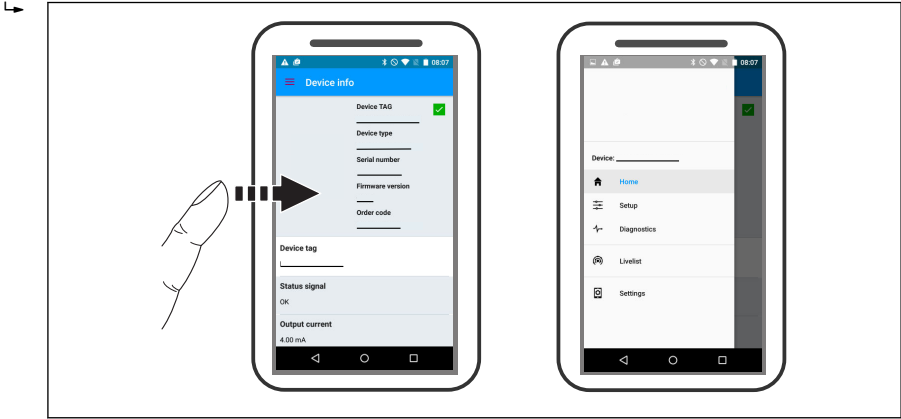 08:07
Device info
Device TAG
Device type
Serial number
Firmware version
Order code
Device tag
Status signal
OK
Output current
4.00 mA
08:07
Device:
Home
Setup
Diagnostics
Livelist
Settings